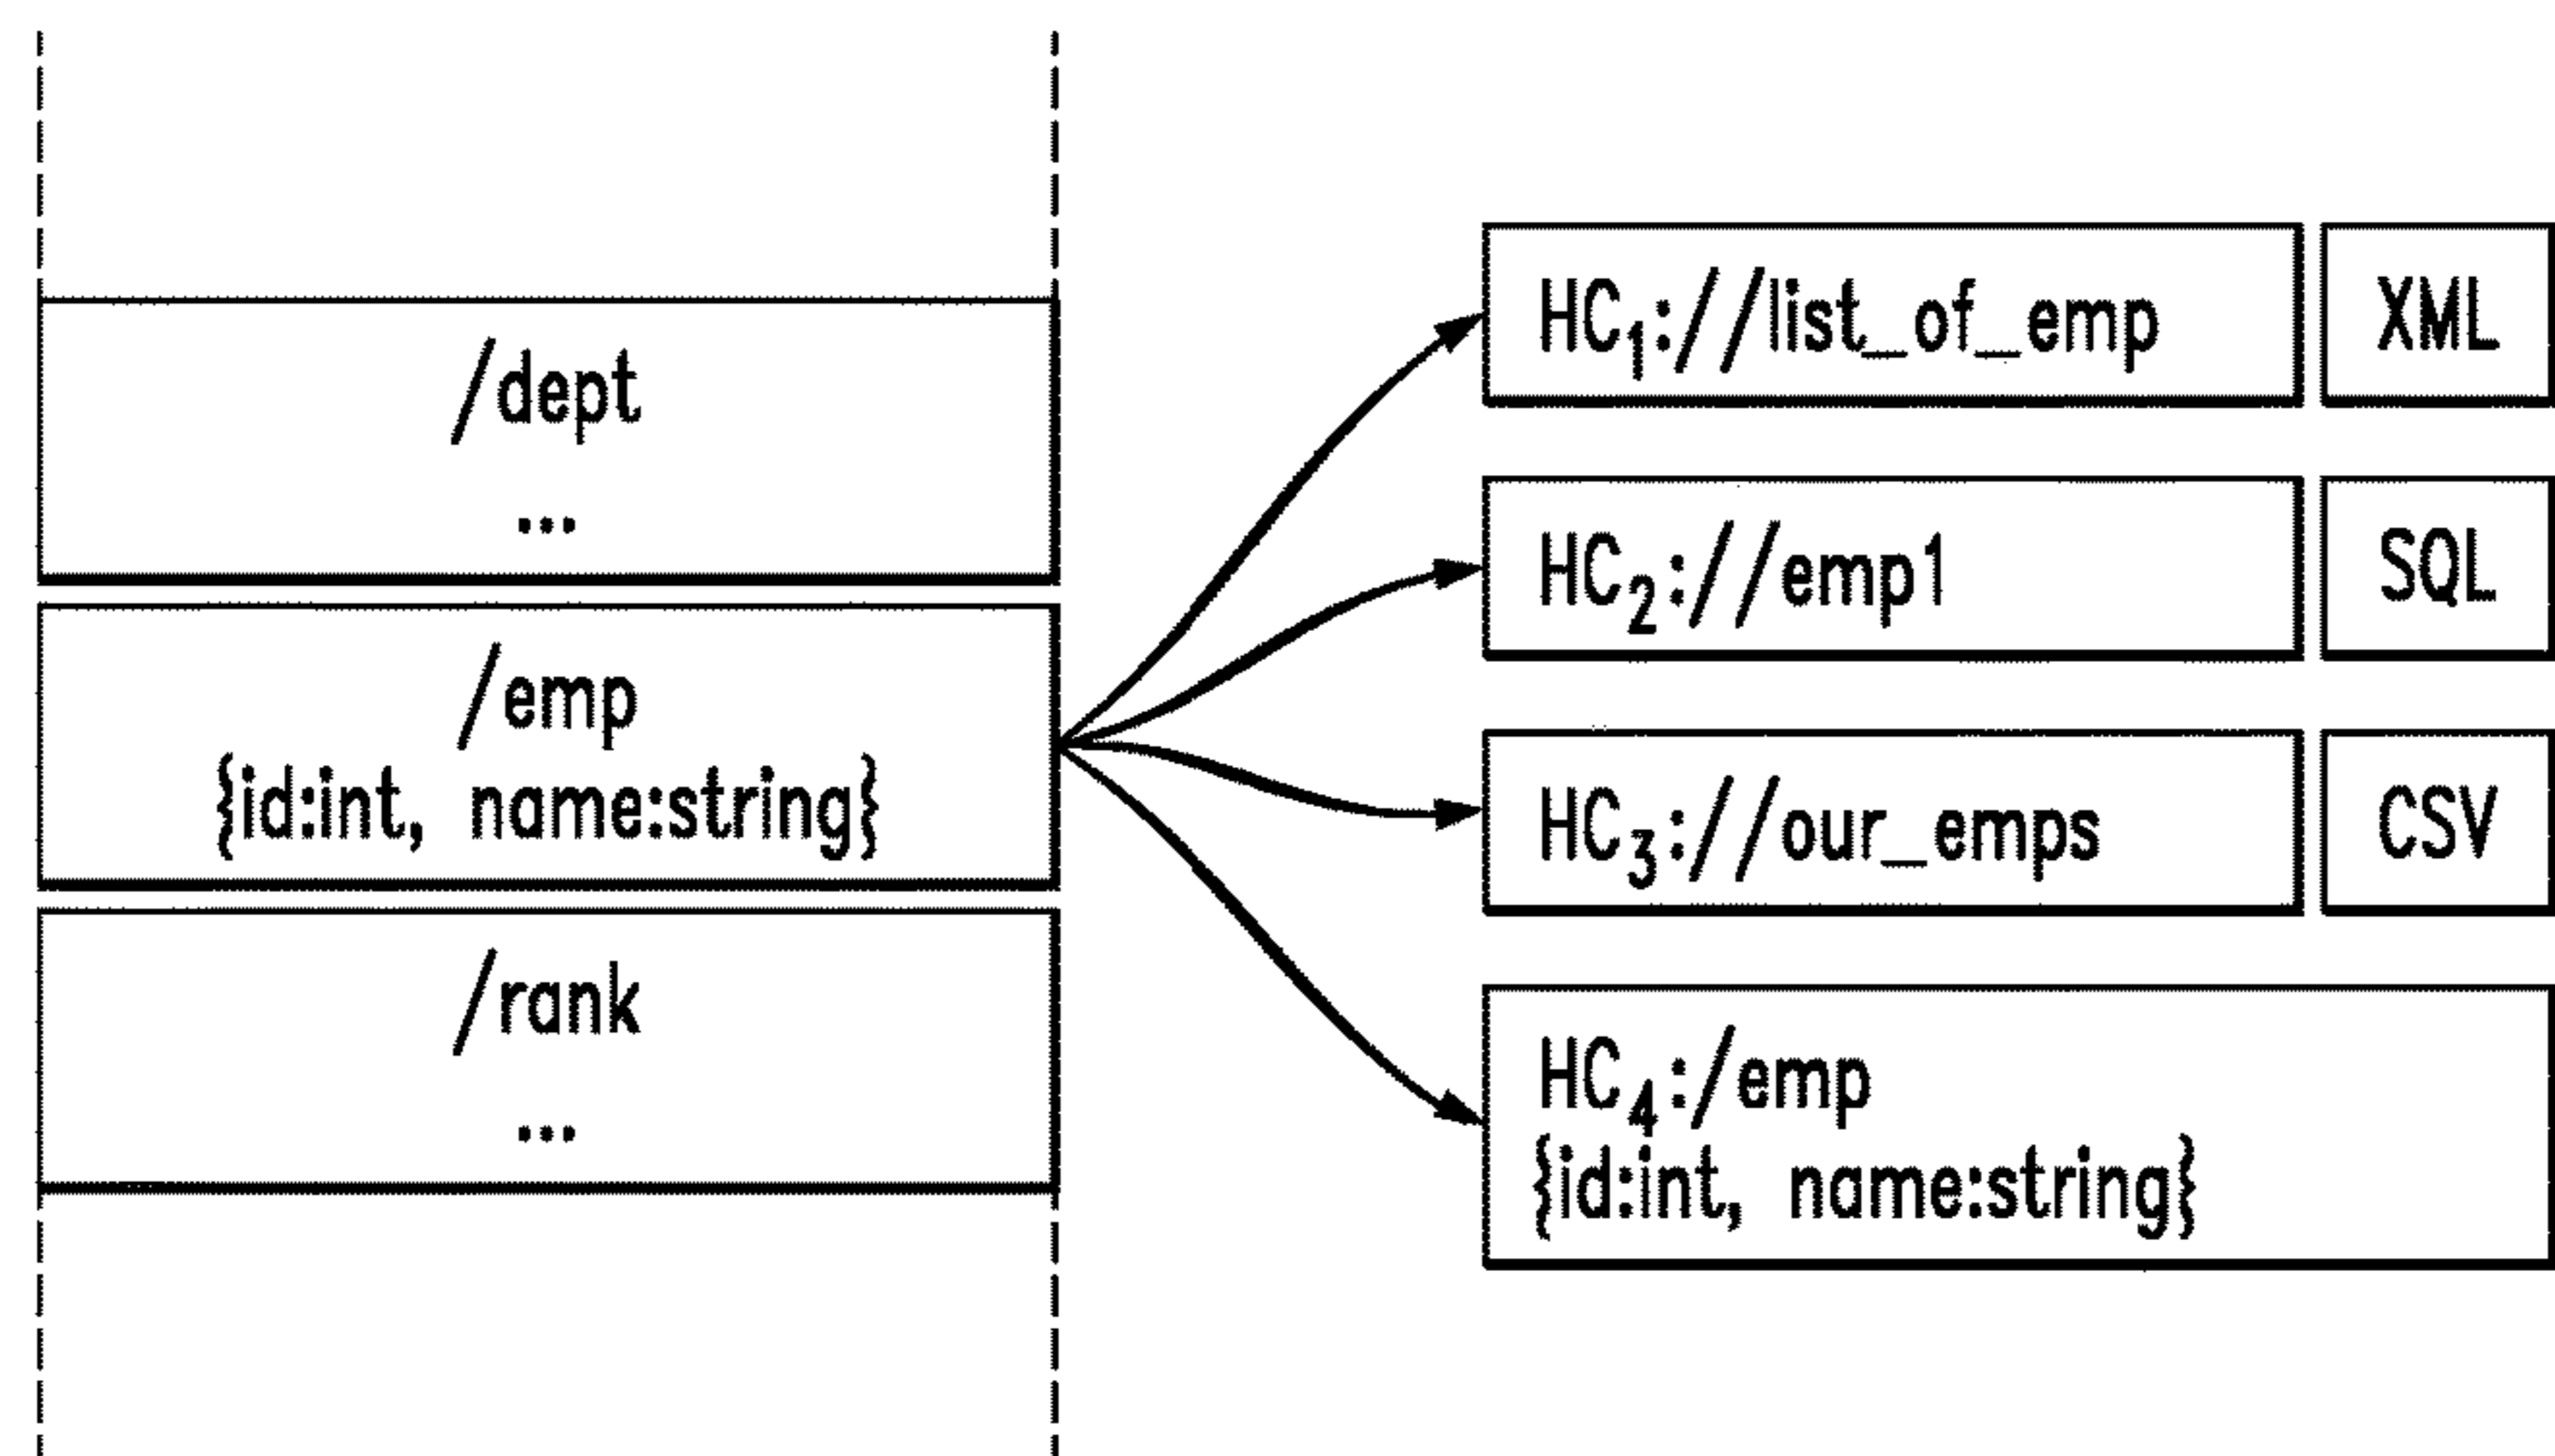 /dept
...
/emp
{id:int, name:string}
/rank
...
HC₁://list_of_emp
XML
HC₂://emp1
SQL
HC₃://our_emps
CSV
HC₄:/emp
{id:int, name:string}